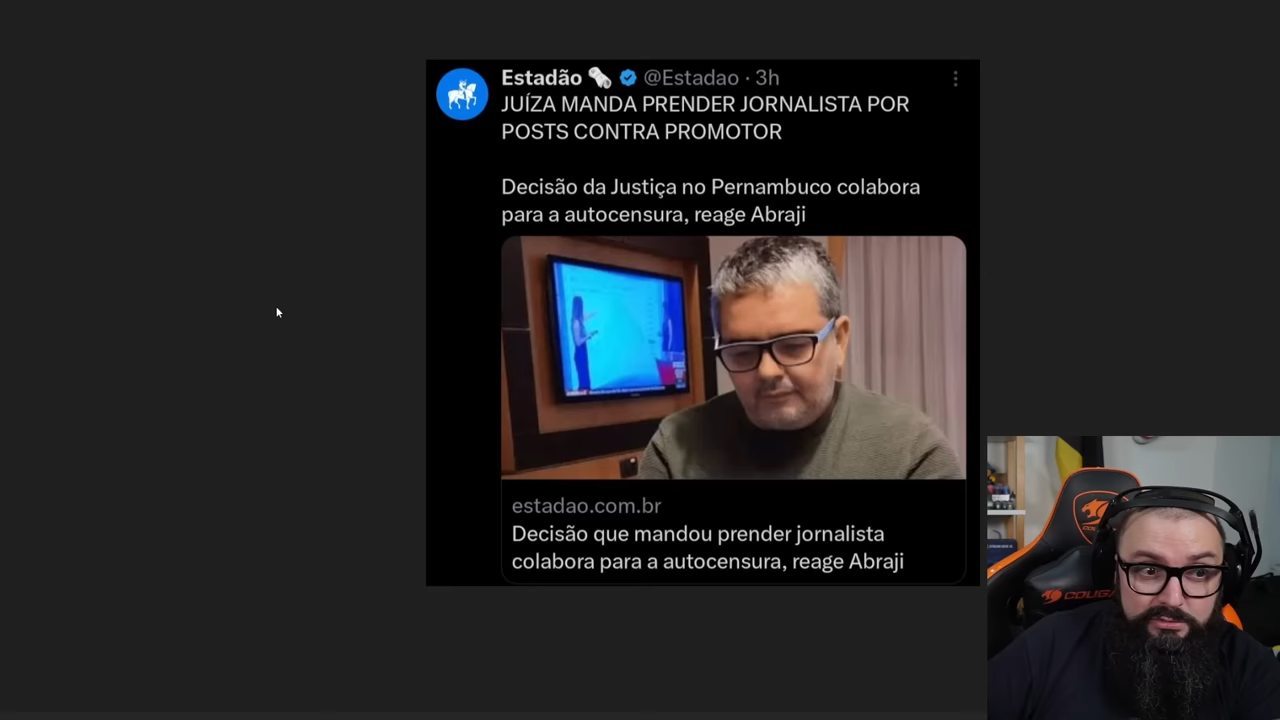 Estadão @Estadao · 3h
JUÍZA MANDA PRENDER JORNALISTA POR
POSTS CONTRA PROMOTOR
Decisão da Justiça no Pernambuco colabora
para a autocensura, reage Abraji
estadao.com.br
Decisão que mandou prender jornalista
colabora para a autocensura, reage Abraji
COUGA